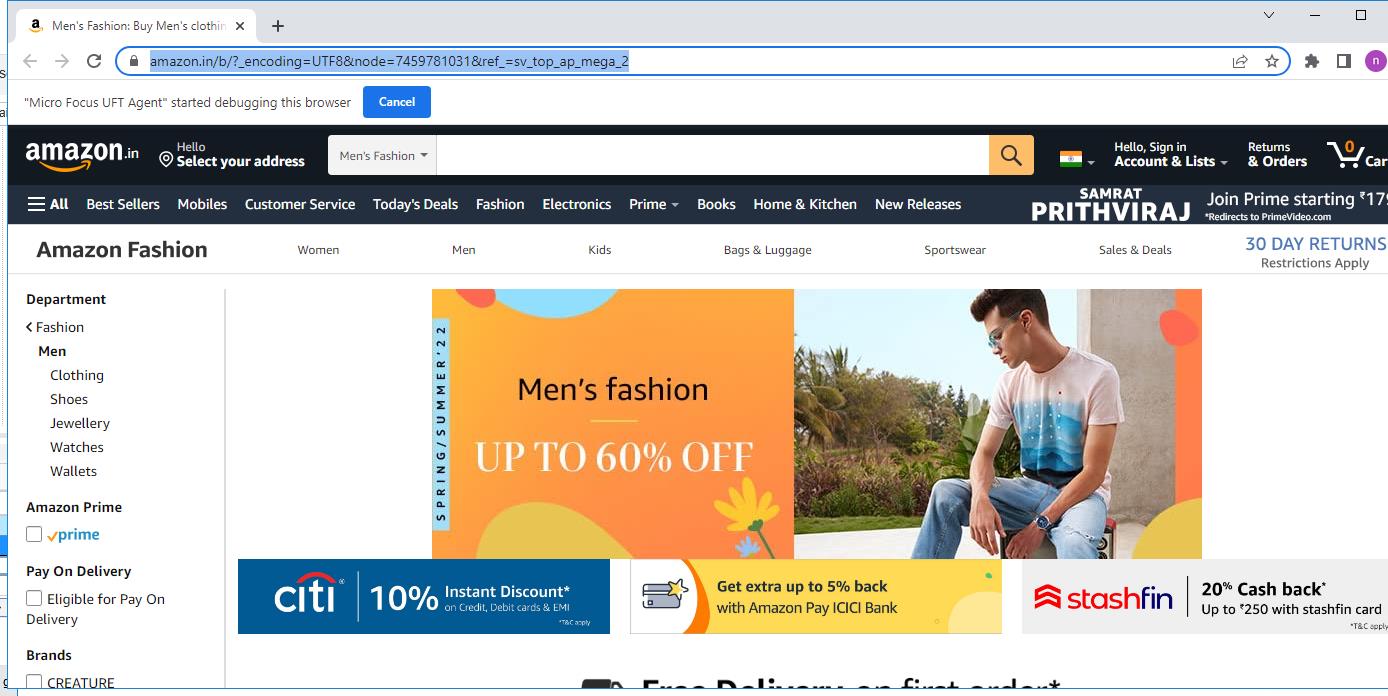 Men's Fashion: Buy Men's clothin
amazon.in/b/?_encoding=UTF8&node=7459781031&ref_=sv_top_ap_mega_2
n
"Micro Focus UFT Agent" started debugging this browser
Cancel
amazon.in
Hello
Select your address
Men's Fashion
Hello, Sign in
Account & Lists
Returns
& Orders
0
Car
All
Best Sellers
Mobiles
Customer Service
Today's Deals
Fashion
Electronics
Prime
Books
Home & Kitchen
New Releases
SAMRAT
PRITHVIRAJ
Join Prime starting ₹179
*Redirects to PrimeVideo.com
Amazon Fashion
Women
Men
Kids
Bags & Luggage
Sportswear
Sales & Deals
30 DAY RETURNS
Restrictions Apply
Department
Fashion
Men
Clothing
Shoes
Jewellery
Watches
Wallets
Amazon Prime
prime
Pay On Delivery
Eligible for Pay On
Delivery
Brands
CREATURE
SPRING/SUMMER'22
Men's fashion
UP TO 60% OFF
citi
10%
Instant Discount*
on Credit, Debit cards & EMI
*T&C apply
Get extra up to 5% back
with Amazon Pay ICICI Bank
stashfin
20% Cash back*
Up to ₹250 with stashfin card
*T&C apply
Free Delivery on first order*